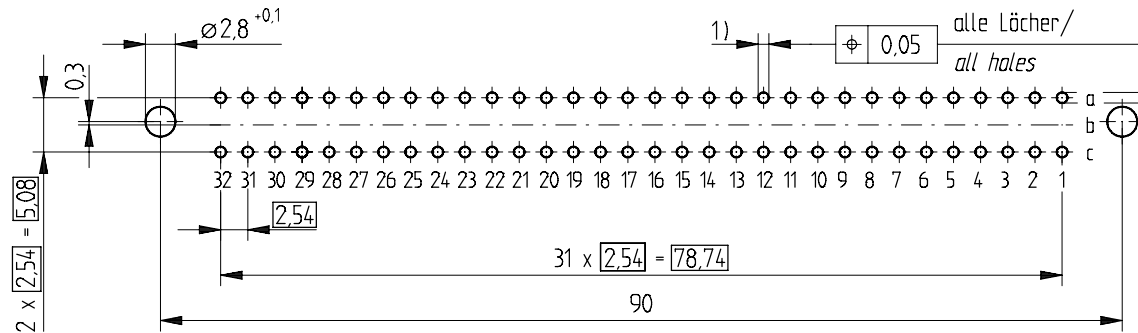 ⌀2,8 +0,1
1)
⌖ 0,05
alle Löcher/
all holes
0,3
a
b
c
32 31 30 29 28 27 26 25 24 23 22 21 20 19 18 17 16 15 14 13 12 11 10 9 8 7 6 5 4 3 2 1
2,54
2 x 2,54 = 5,08
31 x 2,54 = 78,74
90